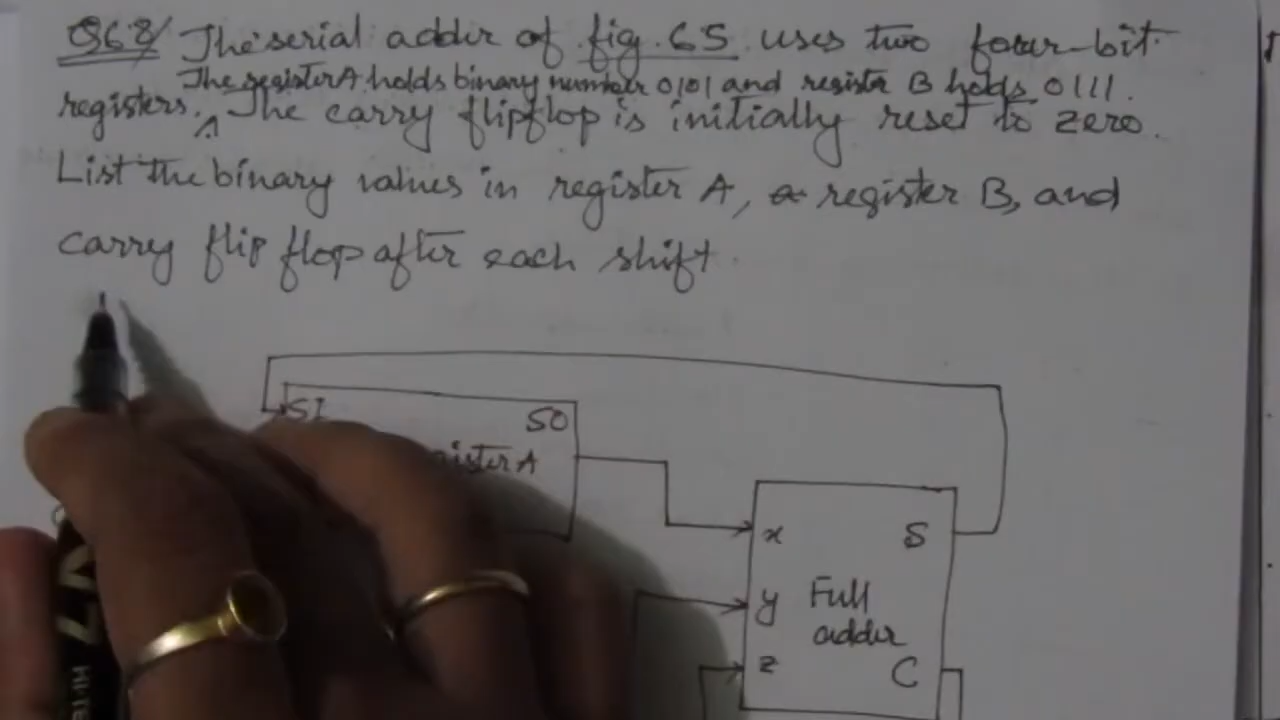 Q6.8/ The serial adder of fig. 6.5 uses two four-bit
The register A holds binary number 0101 and register B holds 0111.
registers. The carry flipflop is initially reset to zero.
List the binary values in register A, register B, and
carry flip flop after each shift.
SI SO
gister A
x S
y Full
adder
z C